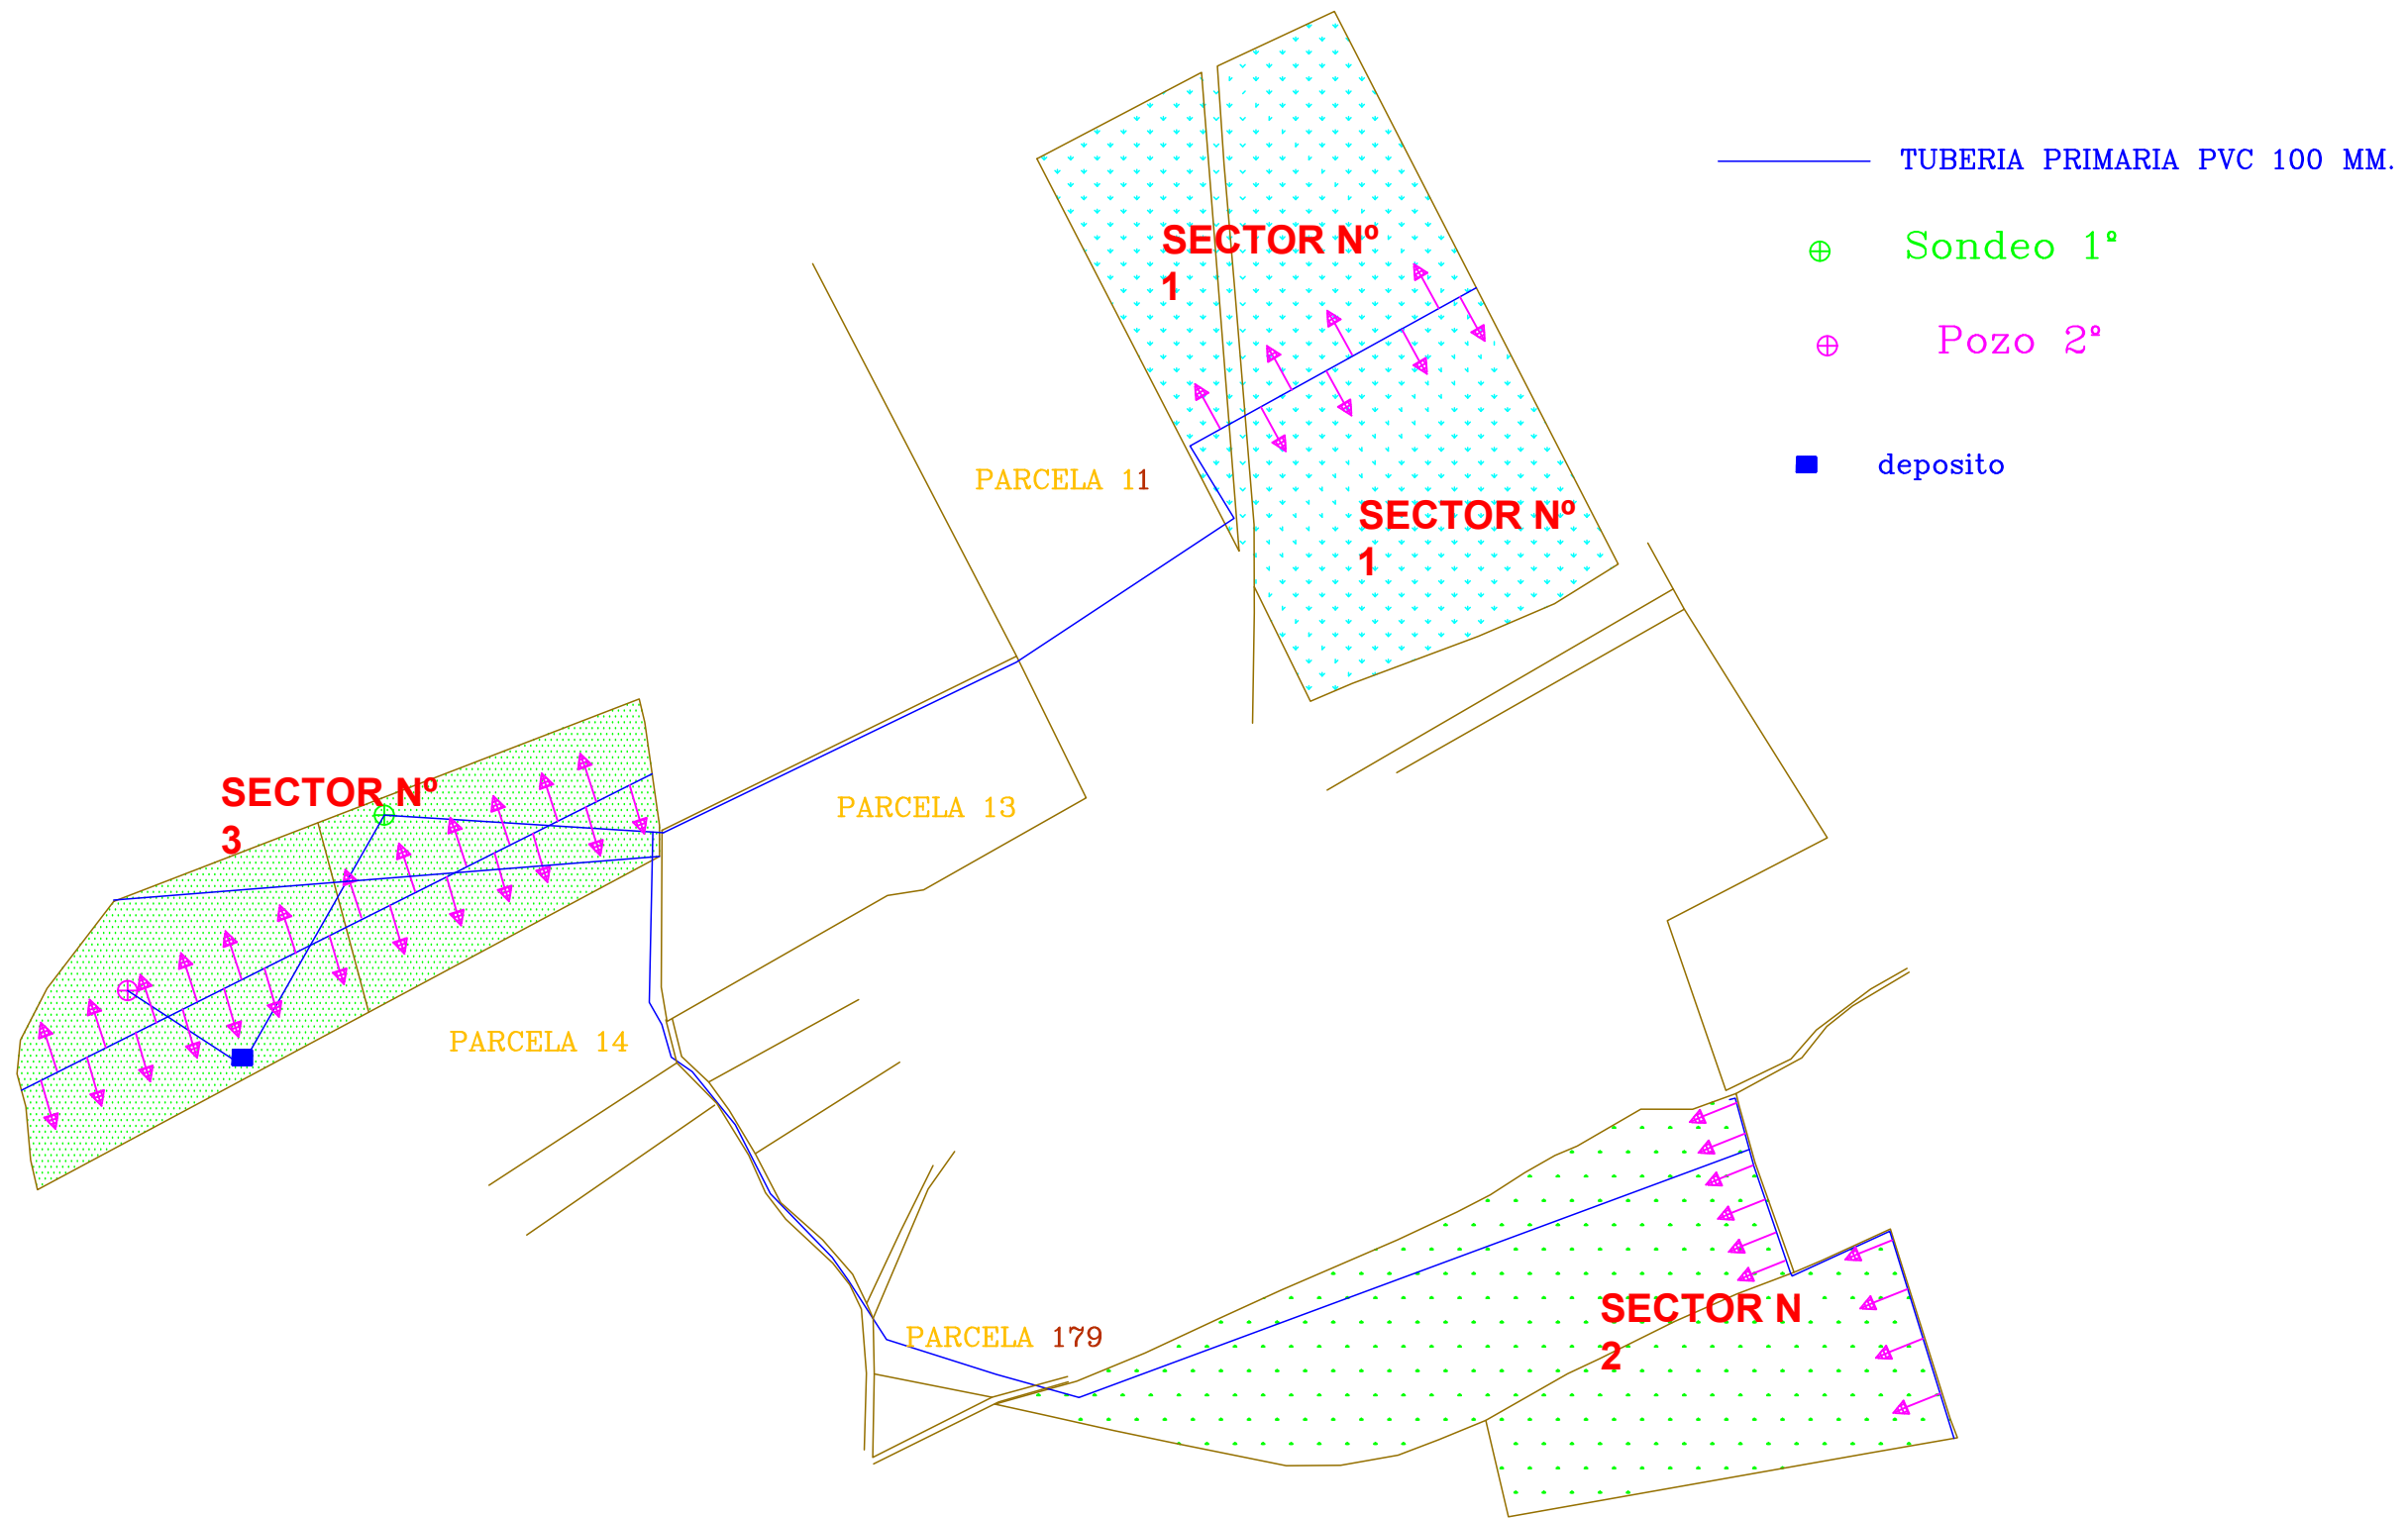 TUBERIA PRIMARIA PVC 100 MM.
SECTOR Nº
1
Sondeo 1º
Pozo 2º
deposito
PARCELA 11
SECTOR Nº
1
SECTOR Nº
3
PARCELA 13
PARCELA 14
SECTOR N
2
PARCELA 179